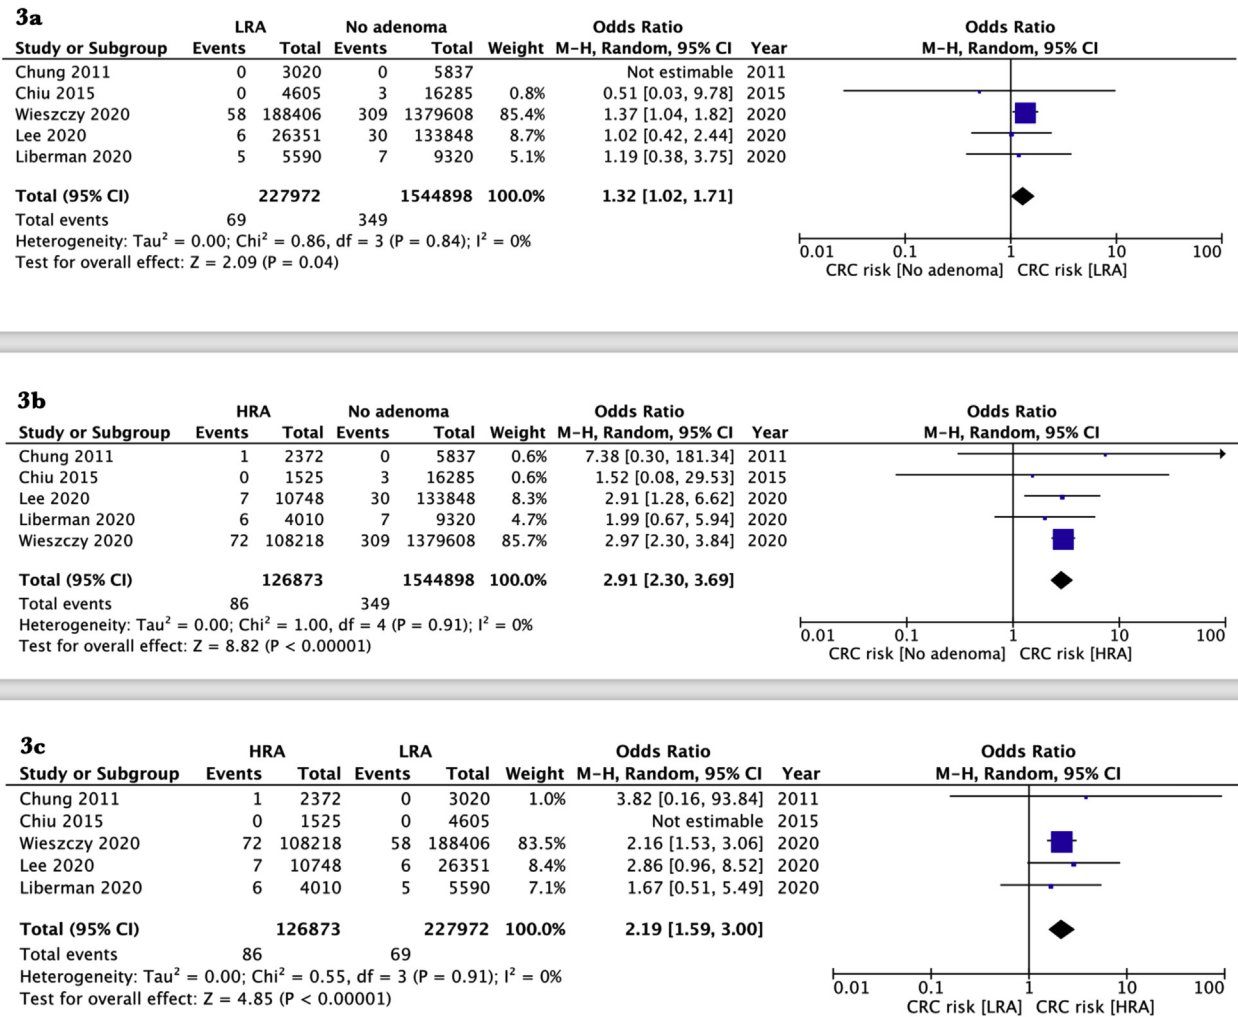 3a
LRA No adenoma Odds Ratio Odds Ratio
Study or Subgroup Events Total Events Total Weight M-H, Random, 95% CI Year M-H, Random, 95% CI
Chung 2011 0 3020 0 5837 Not estimable 2011
Chiu 2015 0 4605 3 16285 0.8% 0.51 [0.03, 9.78] 2015
Wieszczy 2020 58 188406 309 1379608 85.4% 1.37 [1.04, 1.82] 2020
Lee 2020 6 26351 30 133848 8.7% 1.02 [0.42, 2.44] 2020
Liberman 2020 5 5590 7 9320 5.1% 1.19 [0.38, 3.75] 2020
Total (95% CI) 227972 1544898 100.0% 1.32 [1.02, 1.71]
Total events 69 349
Heterogeneity: Tau² = 0.00; Chi² = 0.86, df = 3 (P = 0.84); I² = 0%
Test for overall effect: Z = 2.09 (P = 0.04)
0.01 0.1 1 10 100
CRC risk [No adenoma] CRC risk [LRA]
3b
HRA No adenoma Odds Ratio Odds Ratio
Study or Subgroup Events Total Events Total Weight M-H, Random, 95% CI Year M-H, Random, 95% CI
Chung 2011 1 2372 0 5837 0.6% 7.38 [0.30, 181.34] 2011
Chiu 2015 0 1525 3 16285 0.6% 1.52 [0.08, 29.53] 2015
Lee 2020 7 10748 30 133848 8.3% 2.91 [1.28, 6.62] 2020
Liberman 2020 6 4010 7 9320 4.7% 1.99 [0.67, 5.94] 2020
Wieszczy 2020 72 108218 309 1379608 85.7% 2.97 [2.30, 3.84] 2020
Total (95% CI) 126873 1544898 100.0% 2.91 [2.30, 3.69]
Total events 86 349
Heterogeneity: Tau² = 0.00; Chi² = 1.00, df = 4 (P = 0.91); I² = 0%
Test for overall effect: Z = 8.82 (P < 0.00001)
0.01 0.1 1 10 100
CRC risk [No adenoma] CRC risk [HRA]
3c
HRA LRA Odds Ratio Odds Ratio
Study or Subgroup Events Total Events Total Weight M-H, Random, 95% CI Year M-H, Random, 95% CI
Chung 2011 1 2372 0 3020 1.0% 3.82 [0.16, 93.84] 2011
Chiu 2015 0 1525 0 4605 Not estimable 2015
Wieszczy 2020 72 108218 58 188406 83.5% 2.16 [1.53, 3.06] 2020
Lee 2020 7 10748 6 26351 8.4% 2.86 [0.96, 8.52] 2020
Liberman 2020 6 4010 5 5590 7.1% 1.67 [0.51, 5.49] 2020
Total (95% CI) 126873 227972 100.0% 2.19 [1.59, 3.00]
Total events 86 69
Heterogeneity: Tau² = 0.00; Chi² = 0.55, df = 3 (P = 0.91); I² = 0%
Test for overall effect: Z = 4.85 (P < 0.00001)
0.01 0.1 1 10 100
CRC risk [LRA] CRC risk [HRA]